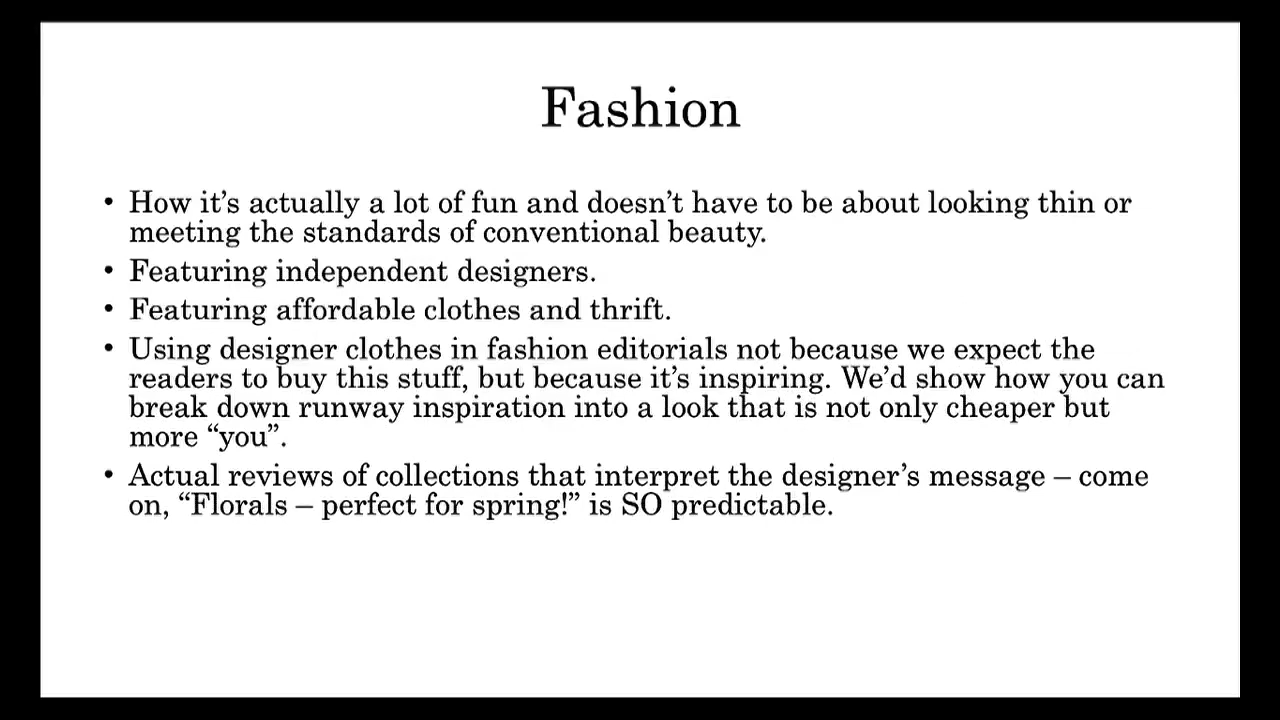 Fashion
• How it’s actually a lot of fun and doesn’t have to be about looking thin or
meeting the standards of conventional beauty.
• Featuring independent designers.
• Featuring affordable clothes and thrift.
• Using designer clothes in fashion editorials not because we expect the
readers to buy this stuff, but because it’s inspiring. We’d show how you can
break down runway inspiration into a look that is not only cheaper but
more “you”.
• Actual reviews of collections that interpret the designer’s message – come
on, “Florals – perfect for spring!” is SO predictable.